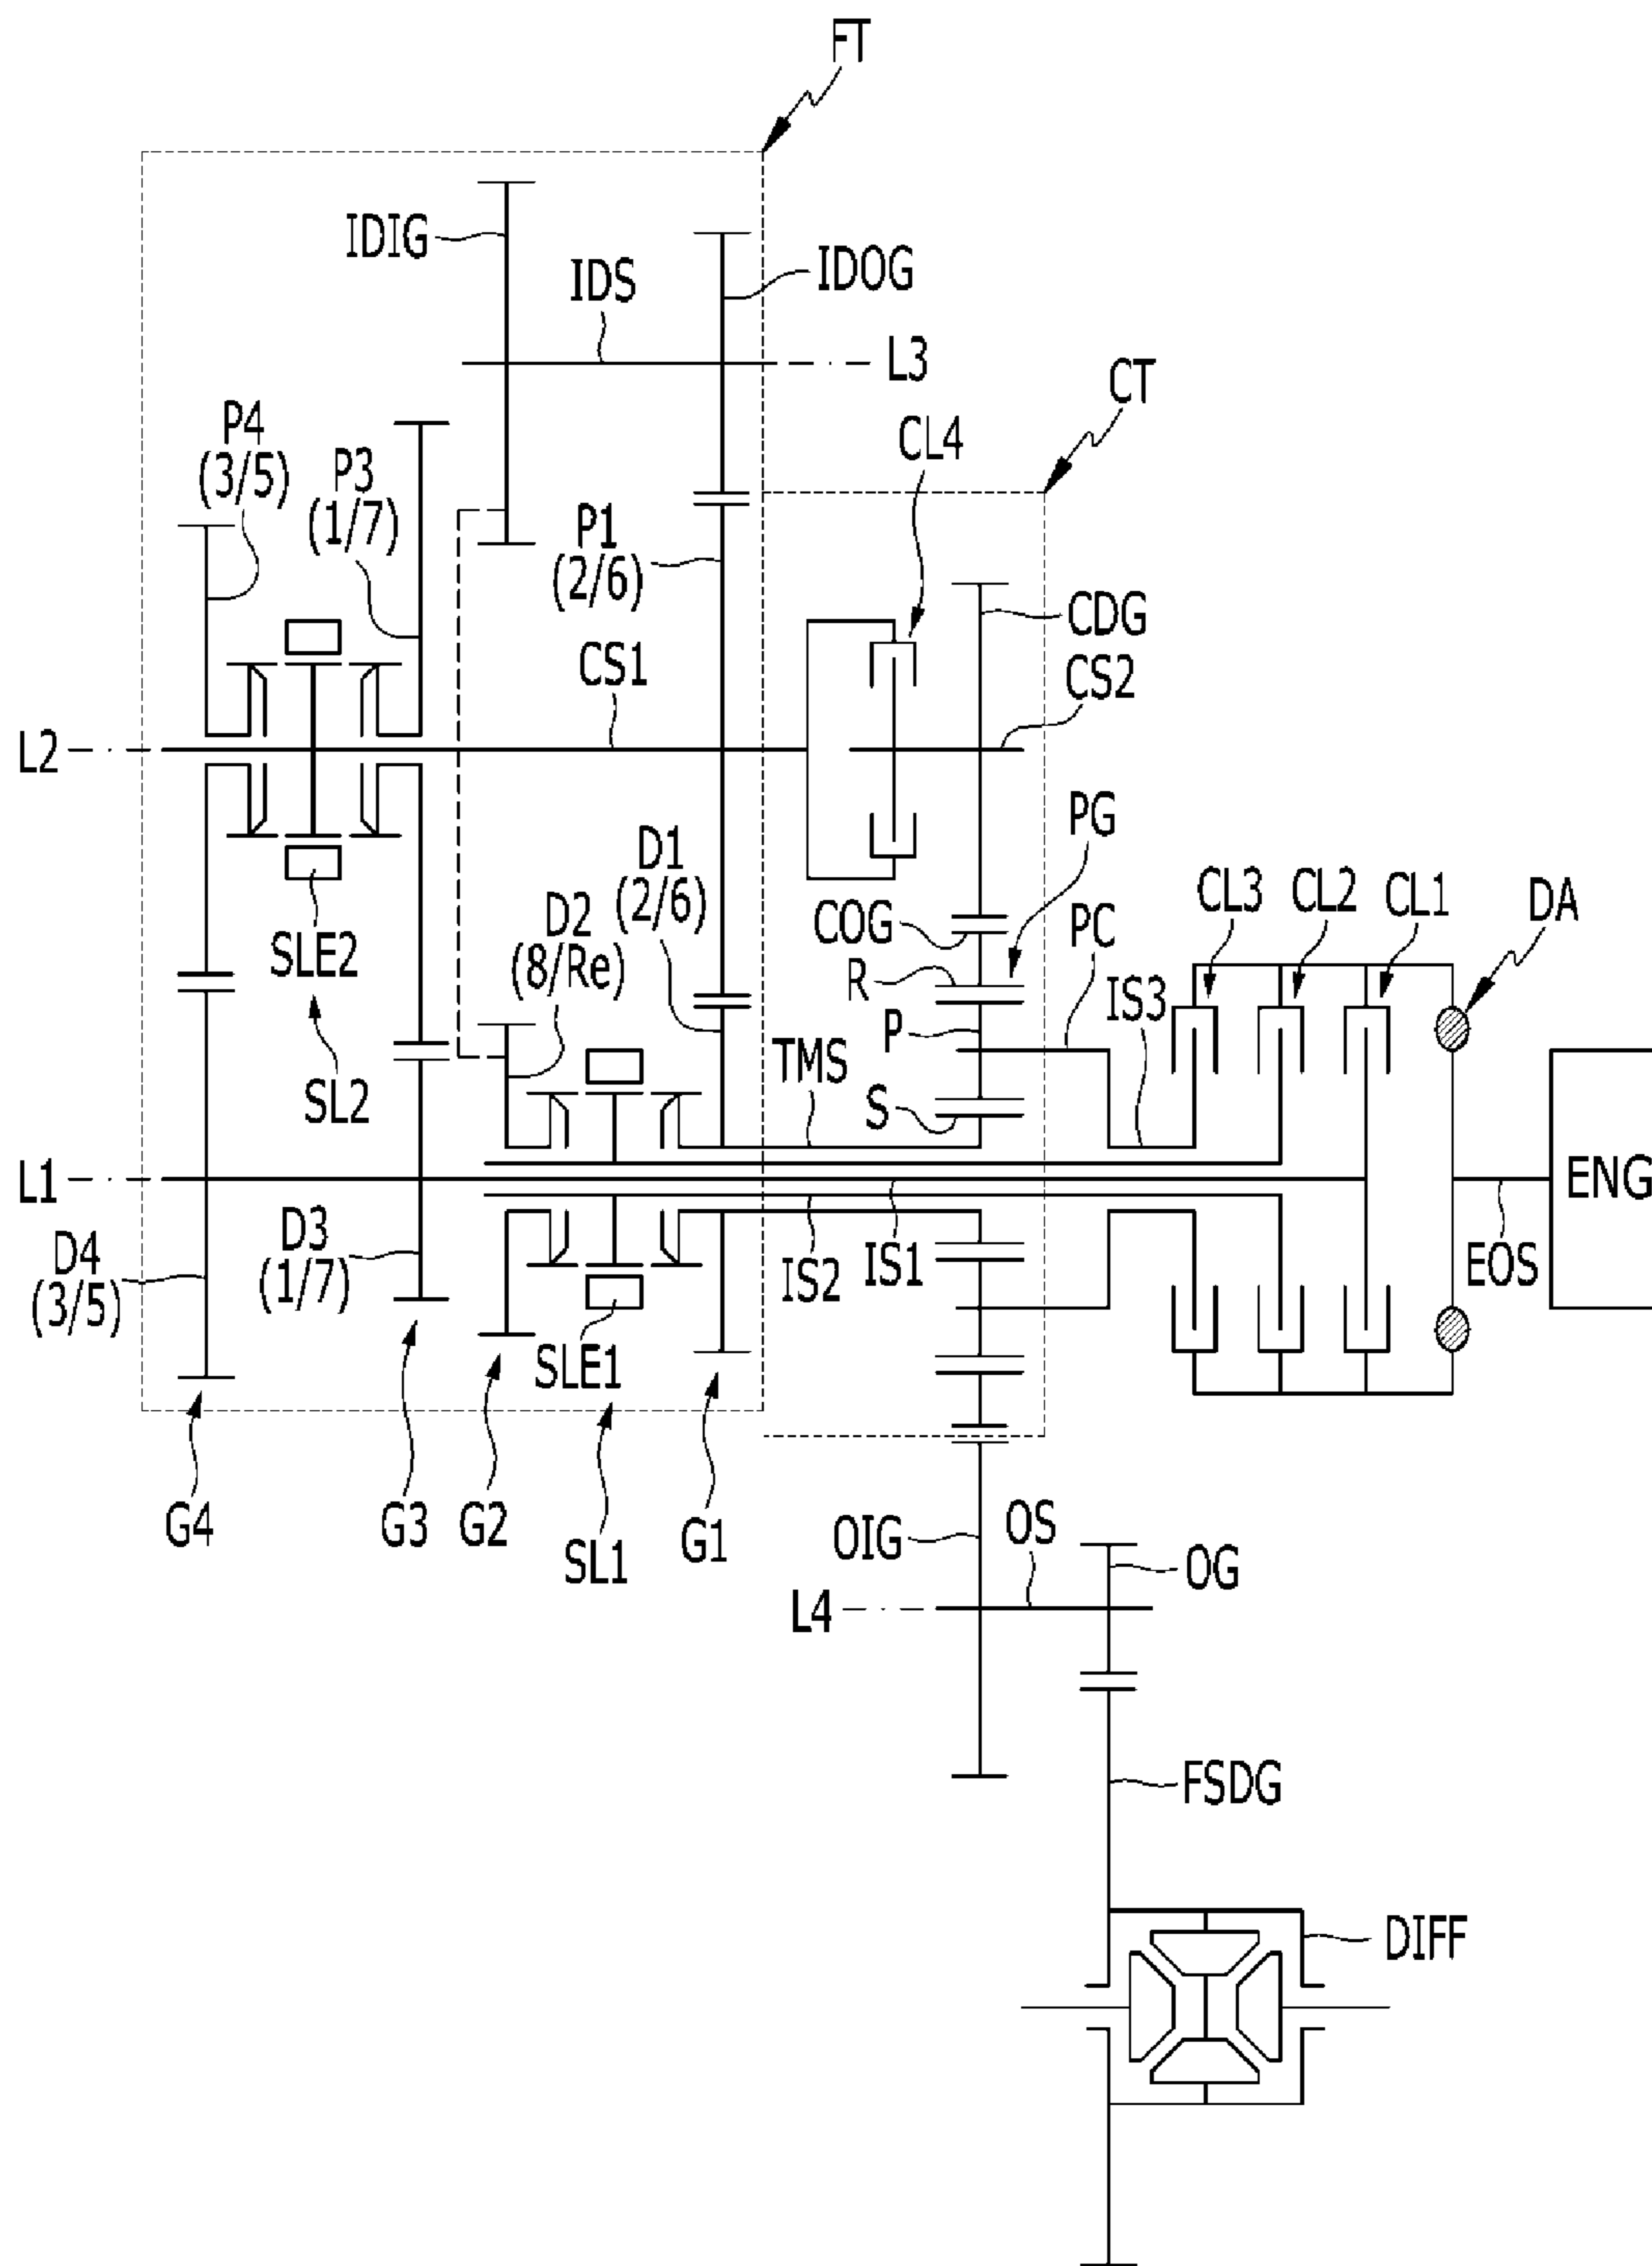 FT
IDIG
IDS
IDOG
L3
CT
P4
(3/5)
P3
(1/7)
P1
(2/6)
CL4
CDG
CS1
CS2
L2
PG
D1
(2/6)
D2
(8/Re)
SLE2
SL2
COG
R
P
PC
IS3
CL3
CL2
CL1
DA
TMS
S
L1
ENG
D4
(3/5)
D3
(1/7)
IS2
IS1
EOS
SLE1
G4
G3
G2
SL1
G1
OIG
OS
OG
L4
FSDG
DIFF